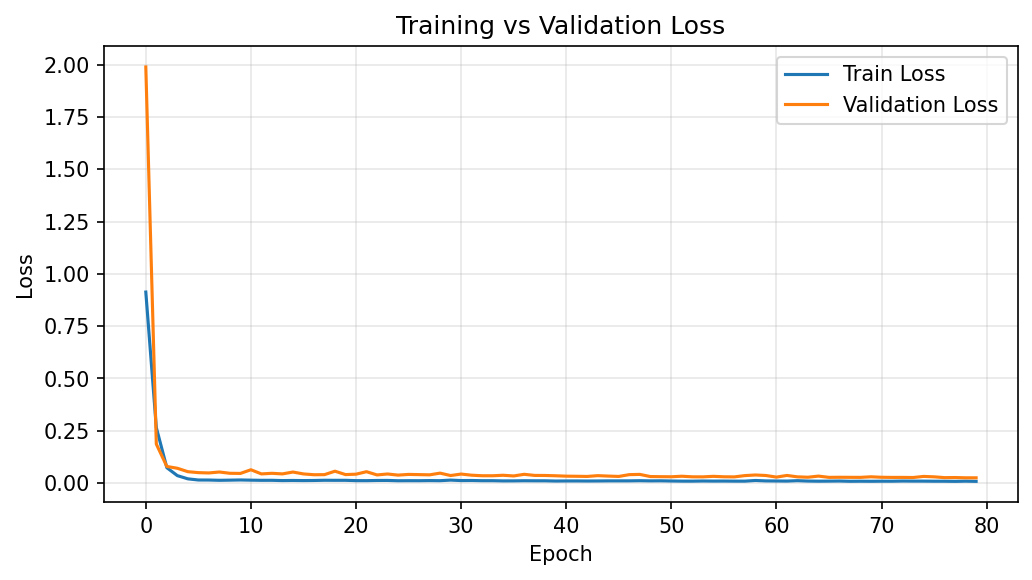 Training vs Validation Loss
Train Loss
Validation Loss
2.00
1.75
1.50
1.25
1.00
0.75
0.50
0.25
0.00
Loss
0 10 20 30 40 50 60 70 80
Epoch